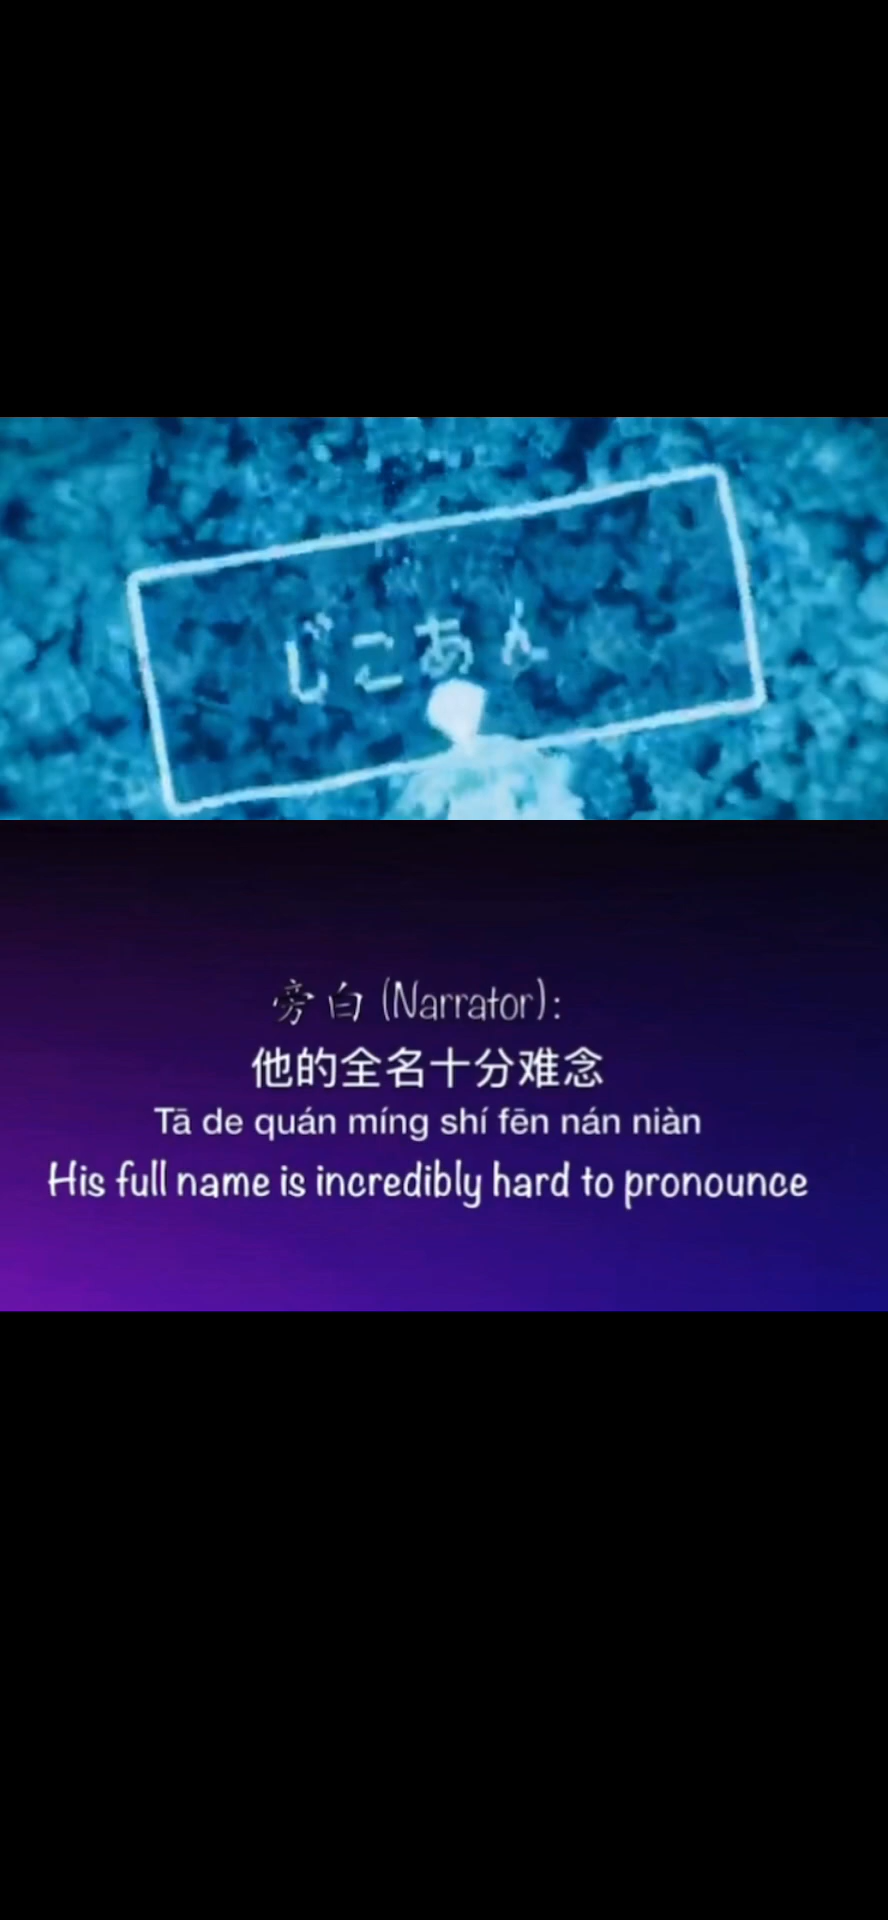 じこあん
旁白 (Narrator):
他的全名十分难念
Tā de quán míng shí fēn nán niàn
His full name is incredibly hard to pronounce